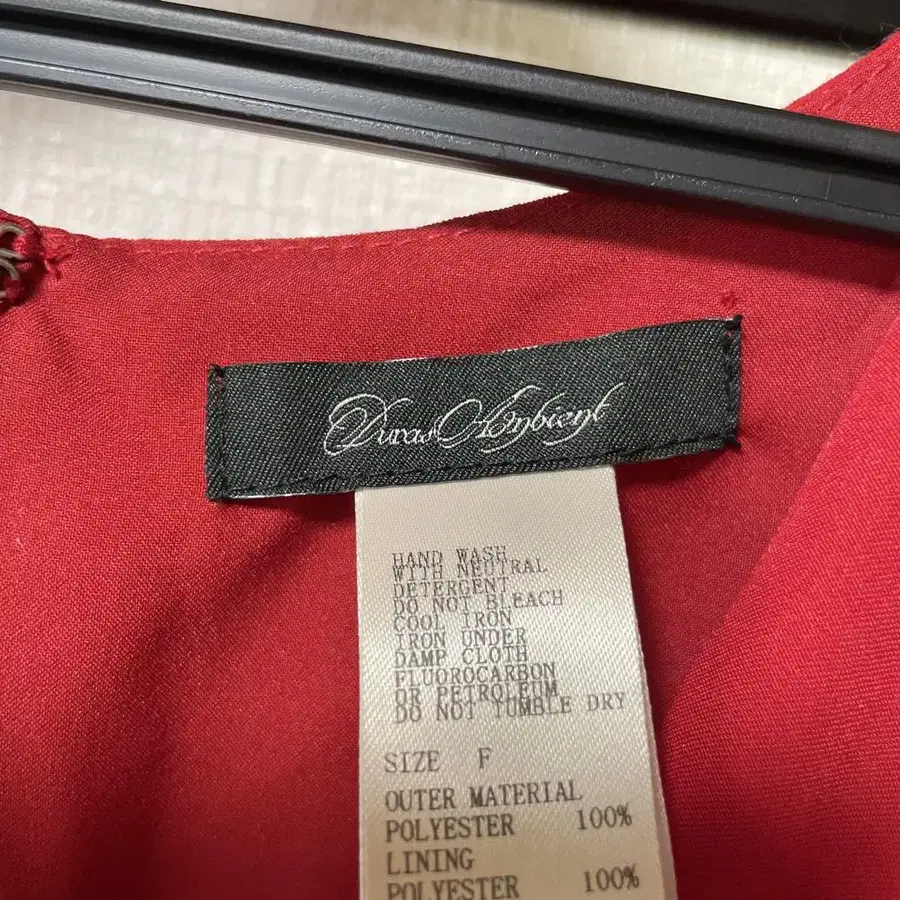 Duras Ambient
HAND WASH
WITH NEUTRAL
DETERGENT
DO NOT BLEACH
COOL IRON
IRON UNDER
DAMP CLOTH
FLUOROCARBON
OR PETROLEUM
DO NOT TUMBLE DRY
SIZE F
OUTER MATERIAL
POLYESTER 100%
LINING
POLYESTER 100%